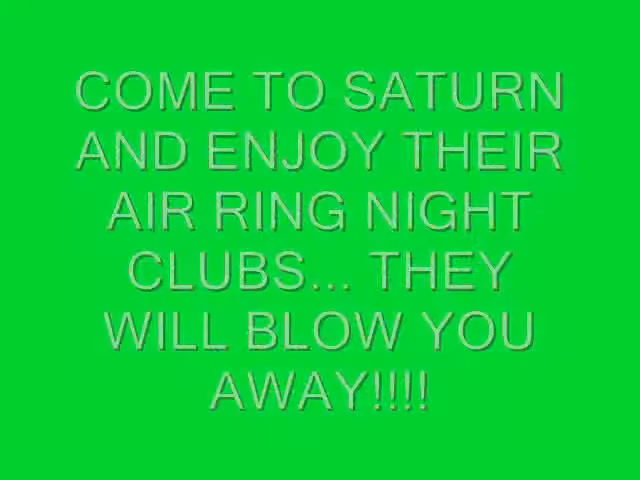 COME TO SATURN
AND ENJOY THEIR
AIR RING NIGHT
CLUBS... THEY
WILL BLOW YOU
AWAY!!!!